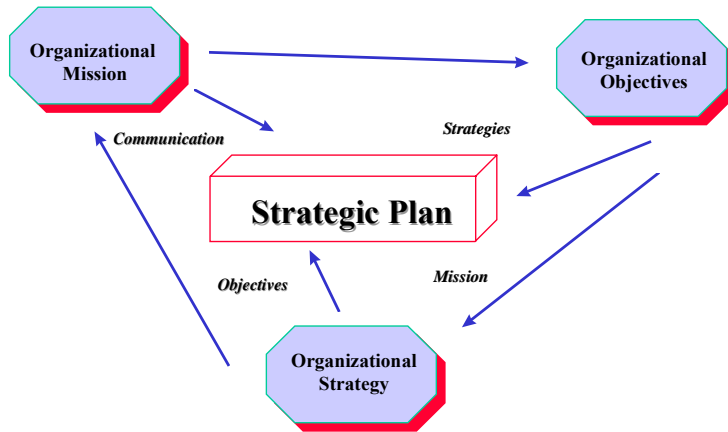 Organizational
Mission
Organizational
Objectives
Communication
Strategies
Strategic Plan
Objectives
Mission
Organizational
Strategy